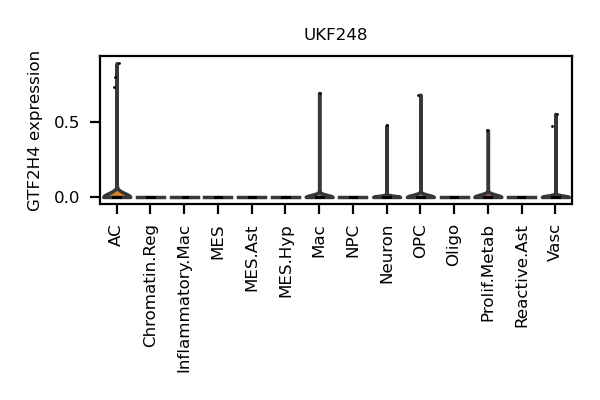 UKF248
GTF2H4 expression
0.5
0.0
AC
Chromatin.Reg
Inflammatory.Mac
MES
MES.Ast
MES.Hyp
Mac
NPC
Neuron
OPC
Oligo
Prolif.Metab
Reactive.Ast
Vasc